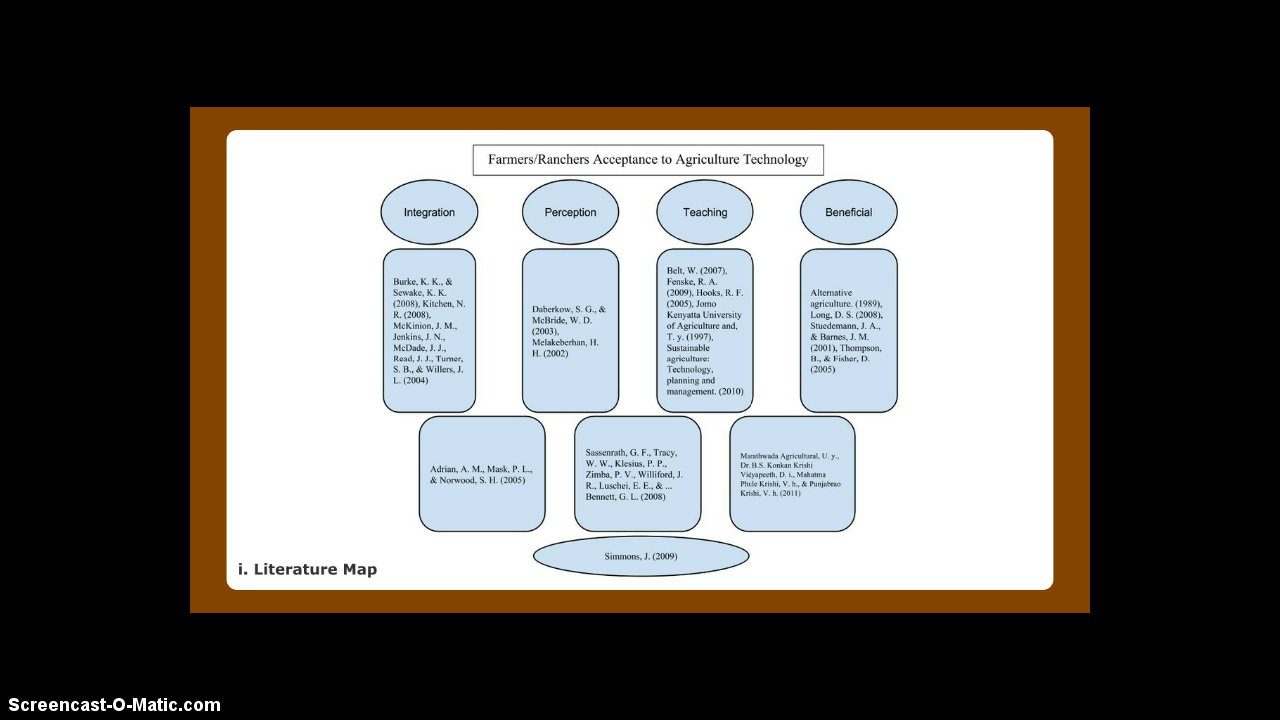 Farmers/Ranchers Acceptance to Agriculture Technology
Integration
Perception
Teaching
Beneficial
Burke, K. K., &
Sewake, K. K.
(2008), Kitchen, N.
R. (2008),
McKinion, J. M.,
Jenkins, J. N.,
McDade, J. J.,
Read, J. J., Turner,
S. B., & Willers, J.
L. (2004)
Daberkow, S. G., &
McBride, W. D.
(2003),
Melakeberhan, H.
H. (2002)
Belt, W. (2007),
Fenske, R. A.
(2009), Hooks, R. F.
(2005), Jomo
Kenyatta University
of Agriculture and,
T. y. (1997),
Sustainable
agriculture:
Technology,
planning and
management. (2010)
Alternative
agriculture. (1989),
Long, D. S. (2008),
Stuedemann, J. A.,
& Barnes, J. M.
(2001), Thompson,
B., & Fisher, D.
(2005)
Adrian, A. M., Mask, P. L.,
& Norwood, S. H. (2005)
Sassenrath, G. F., Tracy,
W. W., Klesius, P. P.,
Zimba, P. V., Williford, J.
R., Luschei, E. E., & ...
Bennett, G. L. (2008)
Marathwada Agricultural, U. y.,
Dr. B.S. Konkan Krishi
Vidyapeeth, D. i., Mahatma
Phule Krishi, V. h., & Punjabrao
Krishi, V. h. (2011)
Simmons, J. (2009)
i. Literature Map
Screencast-O-Matic.com